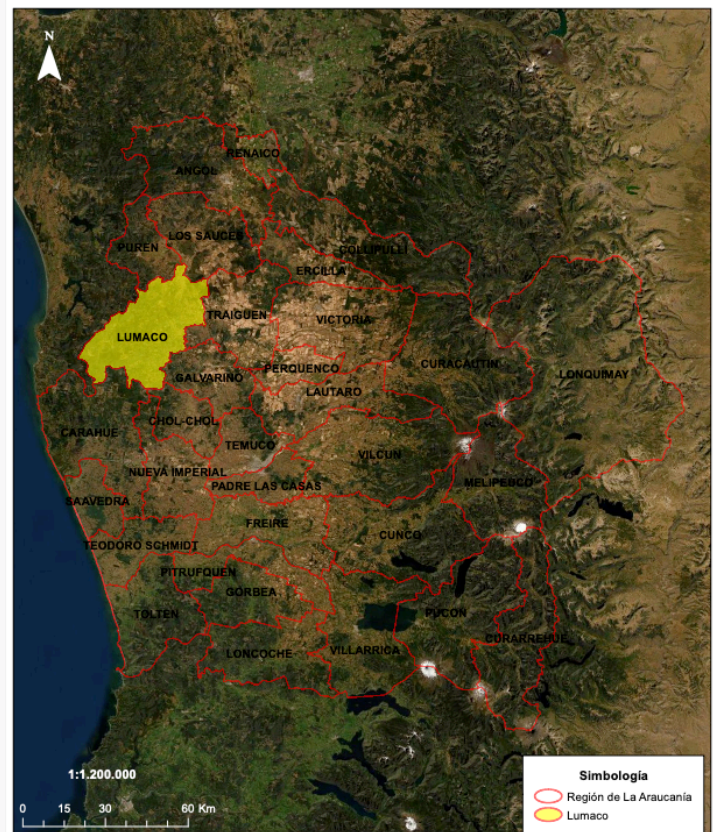 N
RENAICO
ANGOL
LOS SAUCES
PUREN
COLLIPULLI
ERCILLA
TRAIGUEN
VICTORIA
LUMACO
CURACAUTIN
PERQUENCO
LONQUIMAY
GALVARINO
LAUTARO
CHOL-CHOL
CARAHUE
TEMUCO
VILCUN
NUEVA IMPERIAL
MELIPEUCO
PADRE LAS CASAS
SAAVEDRA
FREIRE
CUNCO
TEODORO SCHMIDT
PITRUFQUEN
GORBEA
TOLTEN
PUCON
CURARREHUE
LONCOCHE
VILLARRICA
1:1.200.000
0 15 30 60 Km
Simbología
Región de La Araucanía
Lumaco